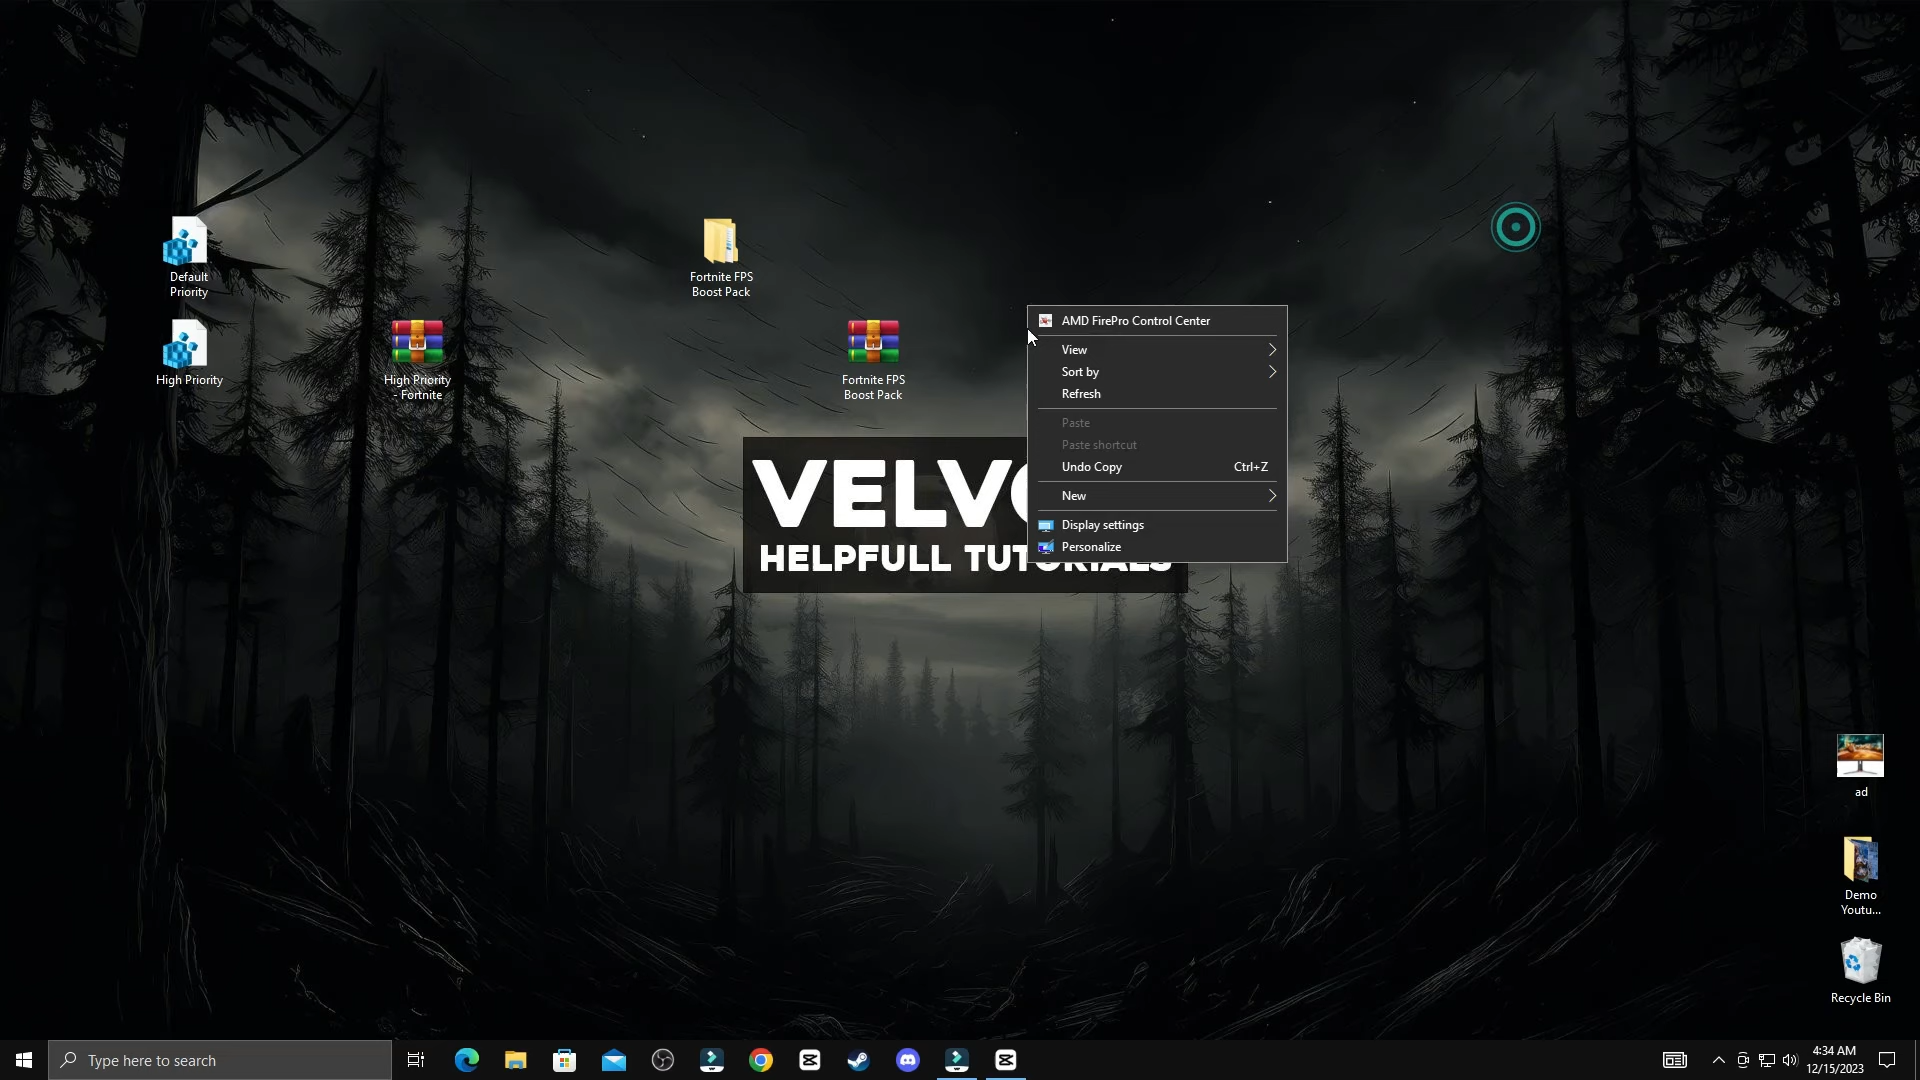 Default
Priority
Fortnite FPS
Boost Pack
High Priority
High Priority
- Fortnite
Fortnite FPS
Boost Pack
AMD FirePro Control Center
View
Sort by
Refresh
Paste
Paste shortcut
Undo Copy Ctrl+Z
New
Display settings
Personalize
VELV
HELPFULL TUTORIALS
ad
Demo
Youtu...
Recycle Bin
Type here to search
4:34 AM
12/15/2023